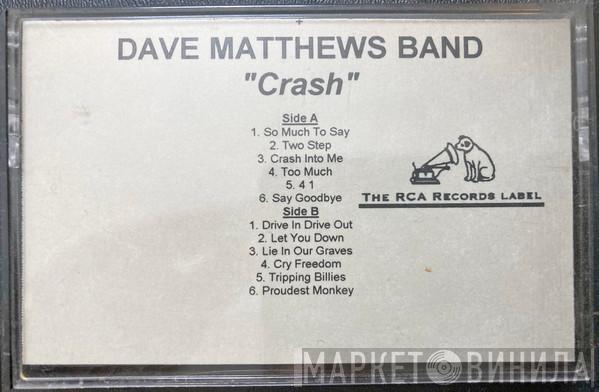 DAVE MATTHEWS BAND
"Crash"
Side A
1. So Much To Say
2. Two Step
3. Crash Into Me
4. Too Much
5. 4 1
6. Say Goodbye
Side B
1. Drive In Drive Out
2. Let You Down
3. Lie In Our Graves
4. Cry Freedom
5. Tripping Billies
6. Proudest Monkey
THE RCA RECORDS LABEL
МАРКЕТ ВИНИЛА